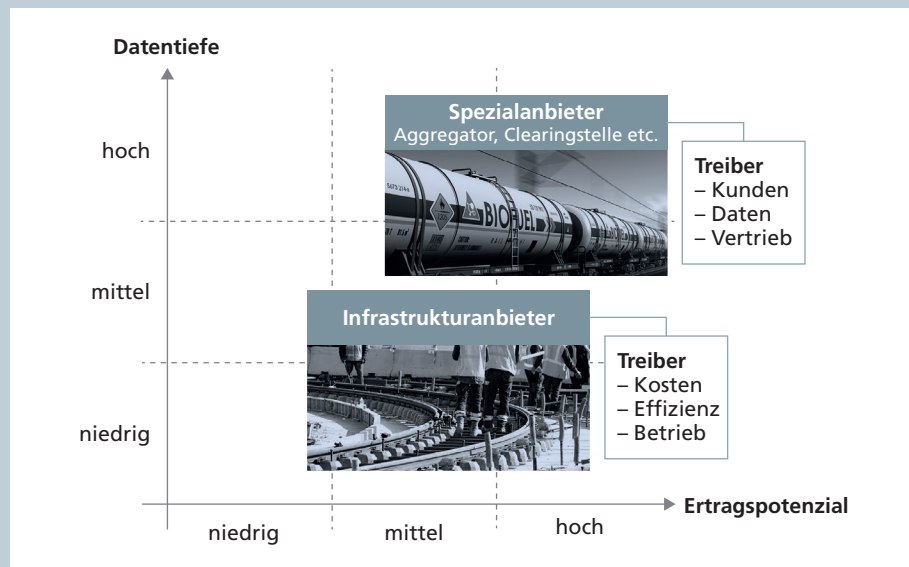 Datentiefe
hoch
mittel
niedrig
Spezialanbieter
Aggregator, Clearingstelle etc.
BIOFUEL
Treiber
– Kunden
– Daten
– Vertrieb
Infrastrukturanbieter
Treiber
– Kosten
– Effizienz
– Betrieb
Ertragspotenzial
niedrig
mittel
hoch